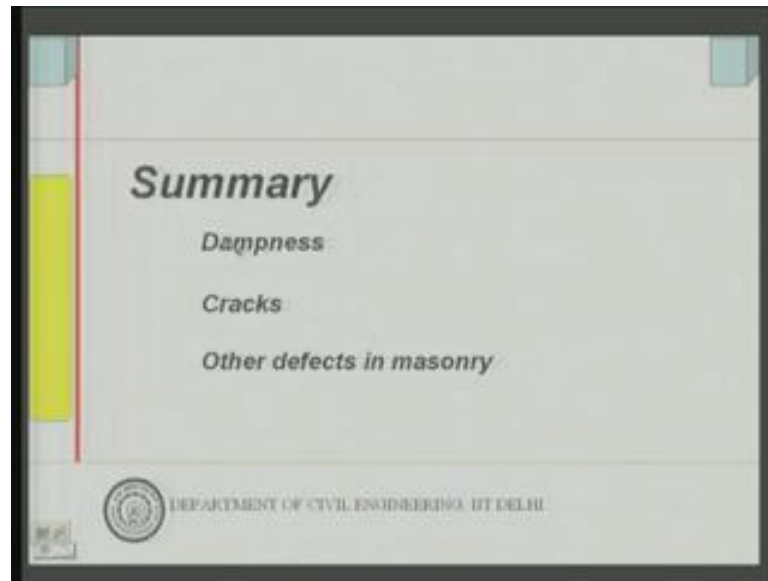 Summary
Dampness
Cracks
Other defects in masonry
DEPARTMENT OF CIVIL ENGINEERING, IIT DELHI